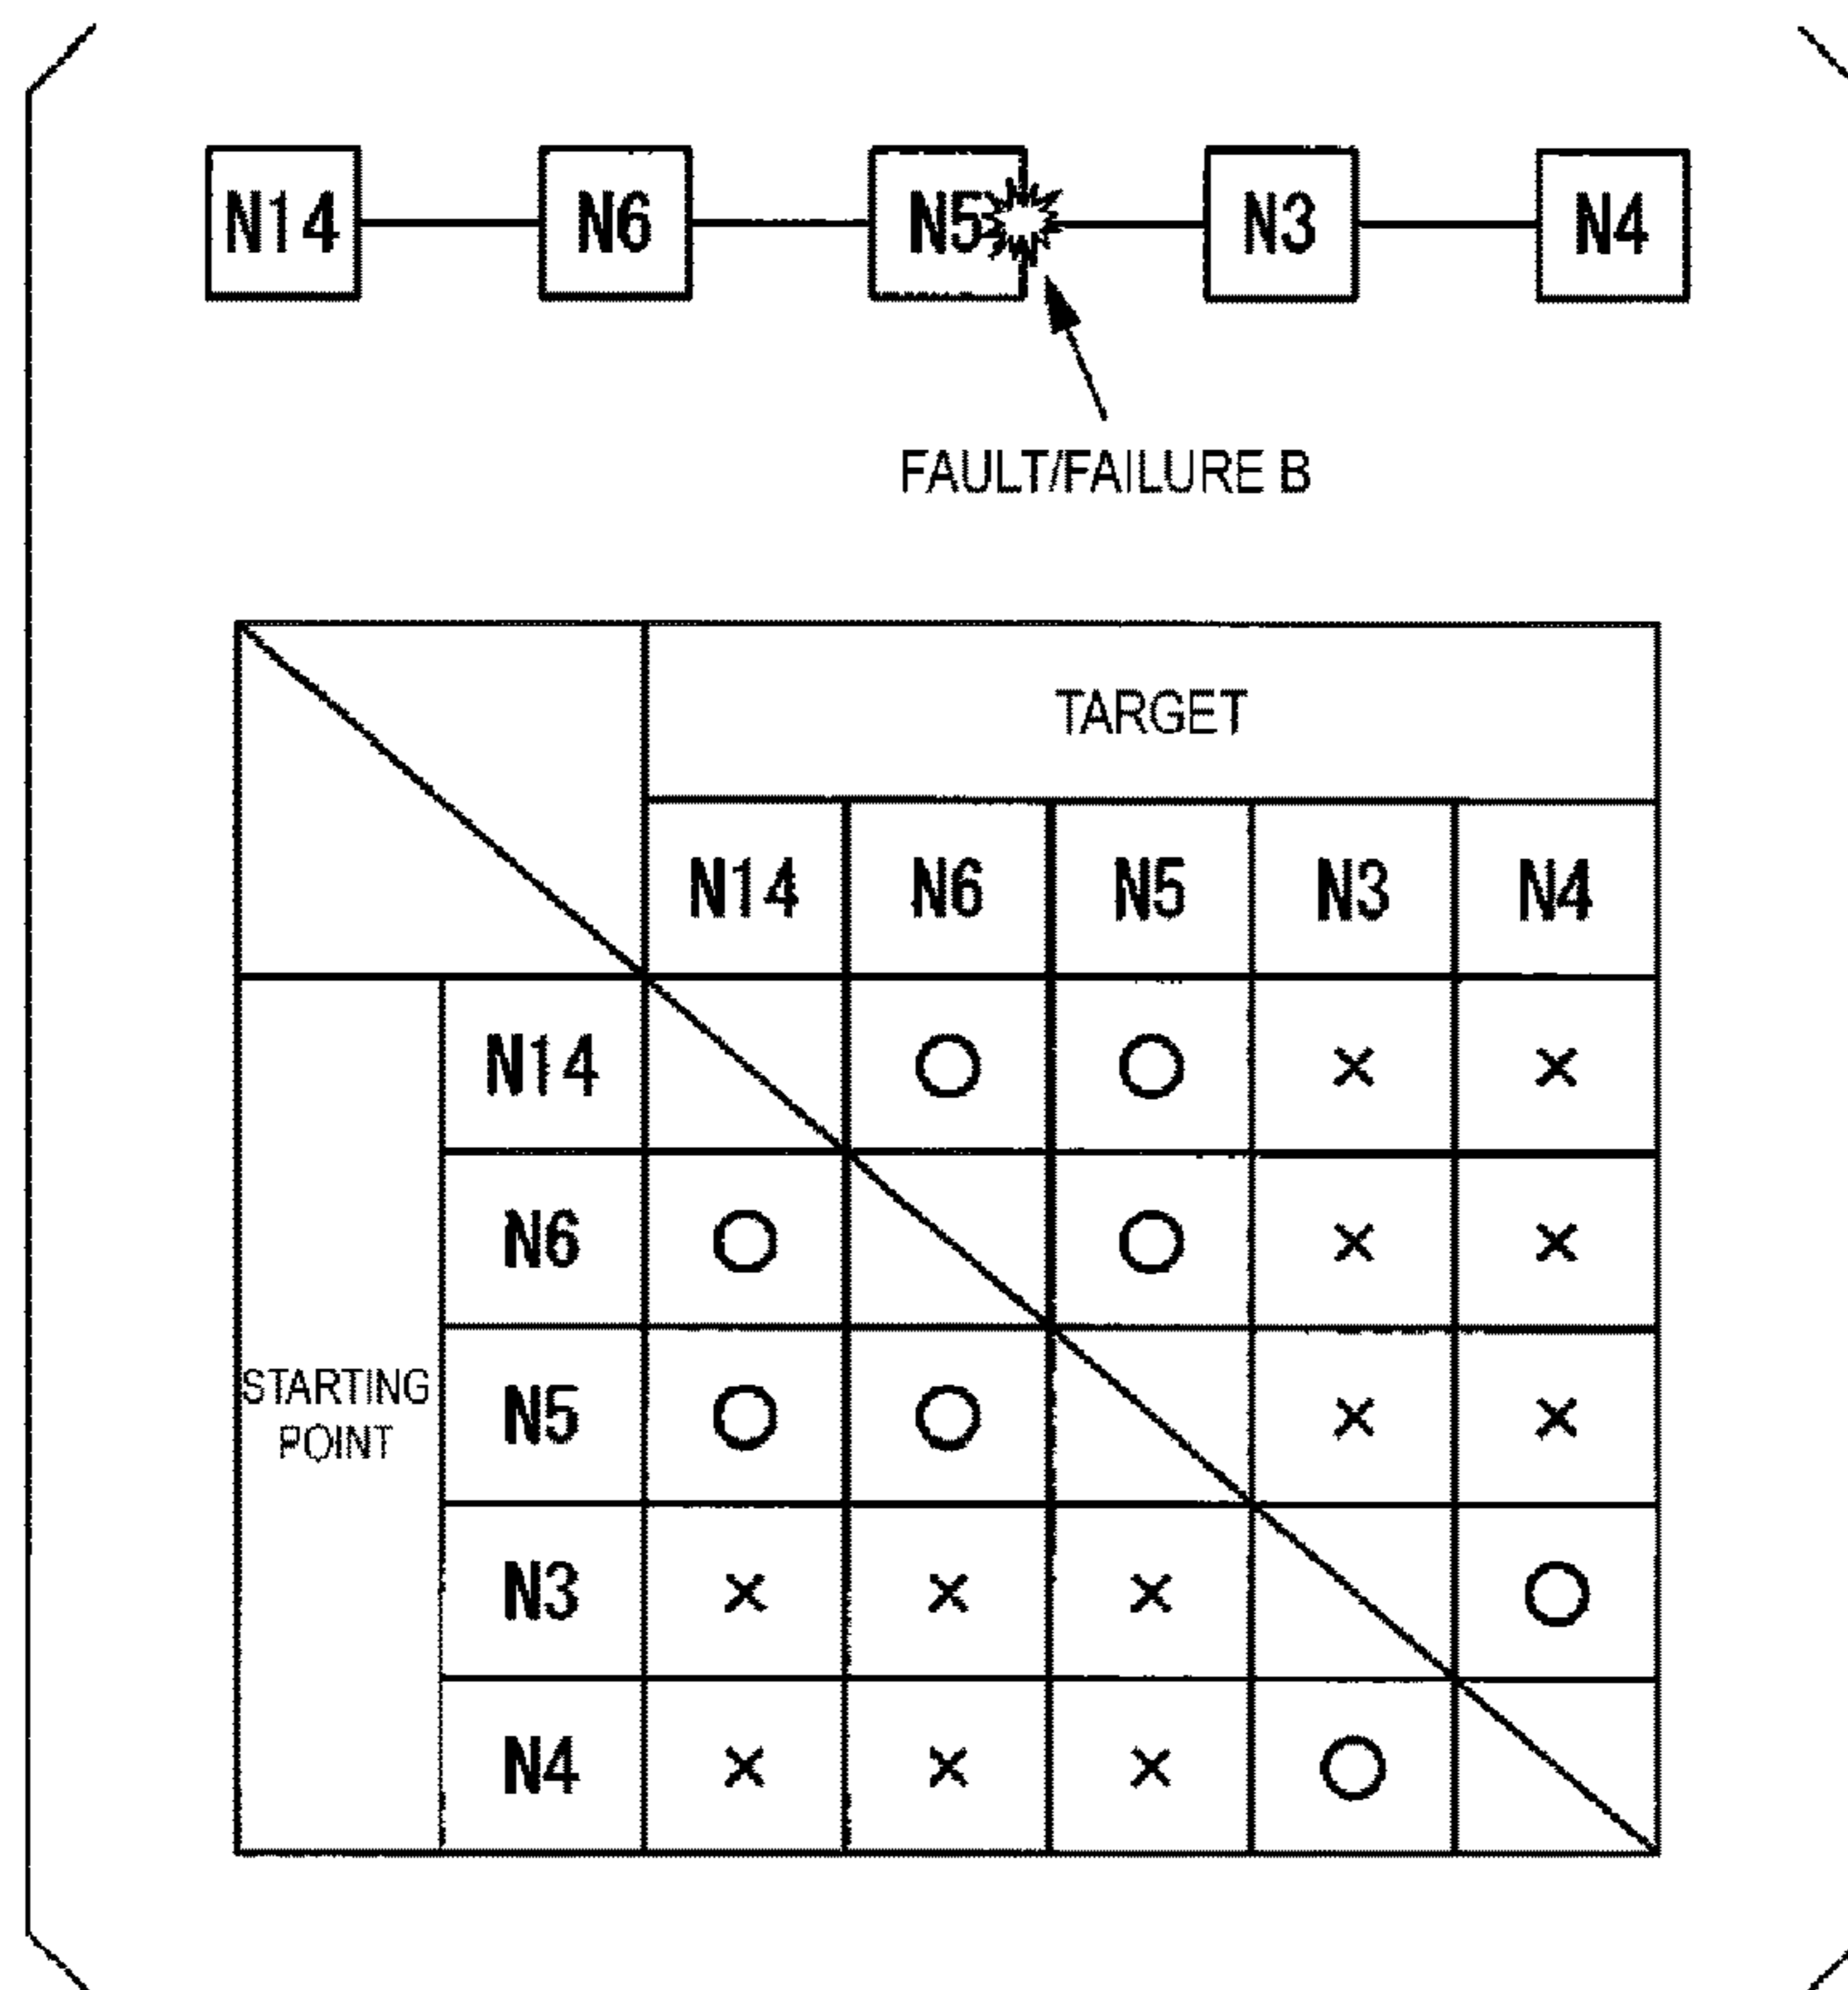 N14 N6 N5 N3 N4
FAULT/FAILURE B
TARGET
N14 N6 N5 N3 N4
N14 ○ ○ × ×
N6 ○ ○ × ×
STARTING
POINT
N5 ○ ○ × ×
N3 × × × ○
N4 × × × ○